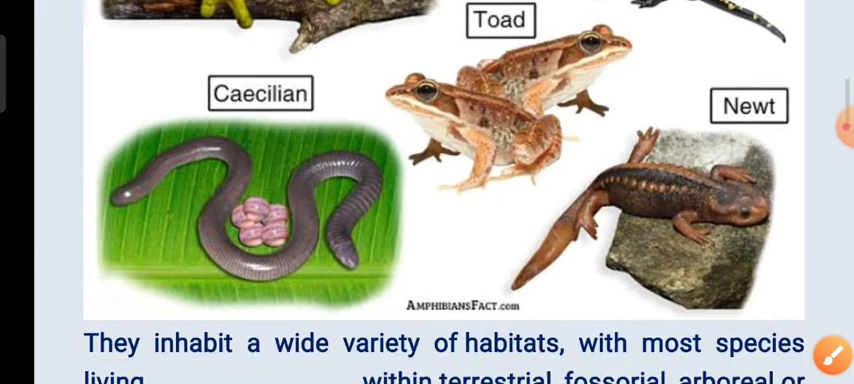 Toad
Caecilian
Newt
AMPHIBIANSFACT.COM
They inhabit a wide variety of habitats, with most species
living within terrestrial, fossorial, arboreal or